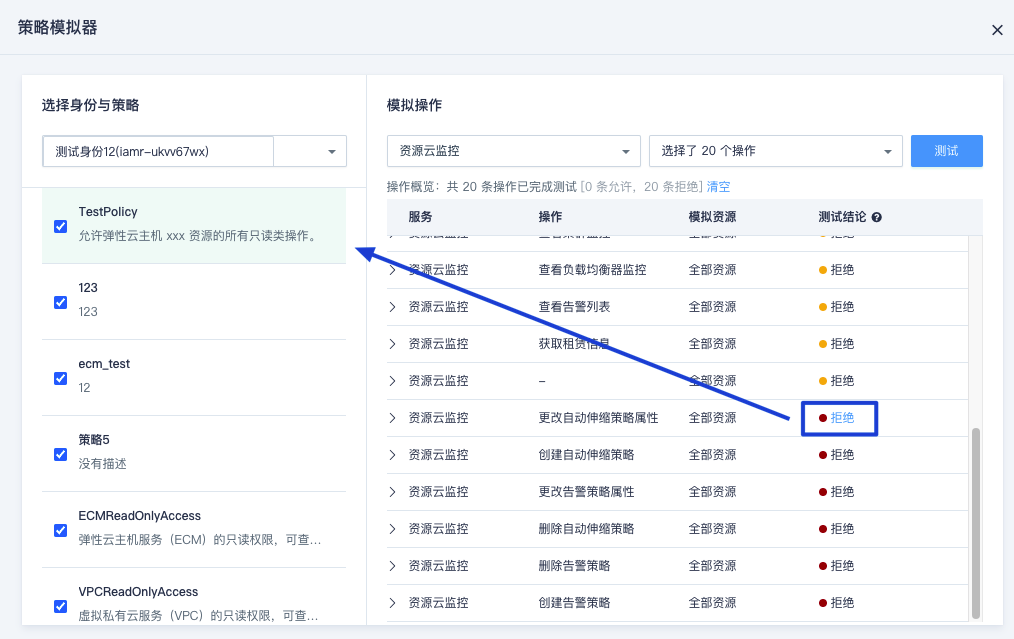 策略模拟器
选择身份与策略
测试身份12(iamr-ukvv67wx)
TestPolicy
允许弹性云主机 xxx 资源的所有只读类操作。
123
123
ecm_test
12
策略5
没有描述
ECMReadOnlyAccess
弹性云主机服务（ECM）的只读权限，可查…
VPCReadOnlyAccess
虚拟私有云服务（VPC）的只读权限，可查…
模拟操作
资源云监控
选择了 20 个操作
测试
操作概览：共 20 条操作已完成测试 [0 条允许，20 条拒绝] 清空
服务 操作 模拟资源 测试结论
资源云监控 查看负载均衡器监控 全部资源 拒绝
资源云监控 查看告警列表 全部资源 拒绝
资源云监控 获取租赁信息 全部资源 拒绝
资源云监控 – 全部资源 拒绝
资源云监控 更改自动伸缩策略属性 全部资源 拒绝
资源云监控 创建自动伸缩策略 全部资源 拒绝
资源云监控 更改告警策略属性 全部资源 拒绝
资源云监控 删除自动伸缩策略 全部资源 拒绝
资源云监控 删除告警策略 全部资源 拒绝
资源云监控 创建告警策略 全部资源 拒绝